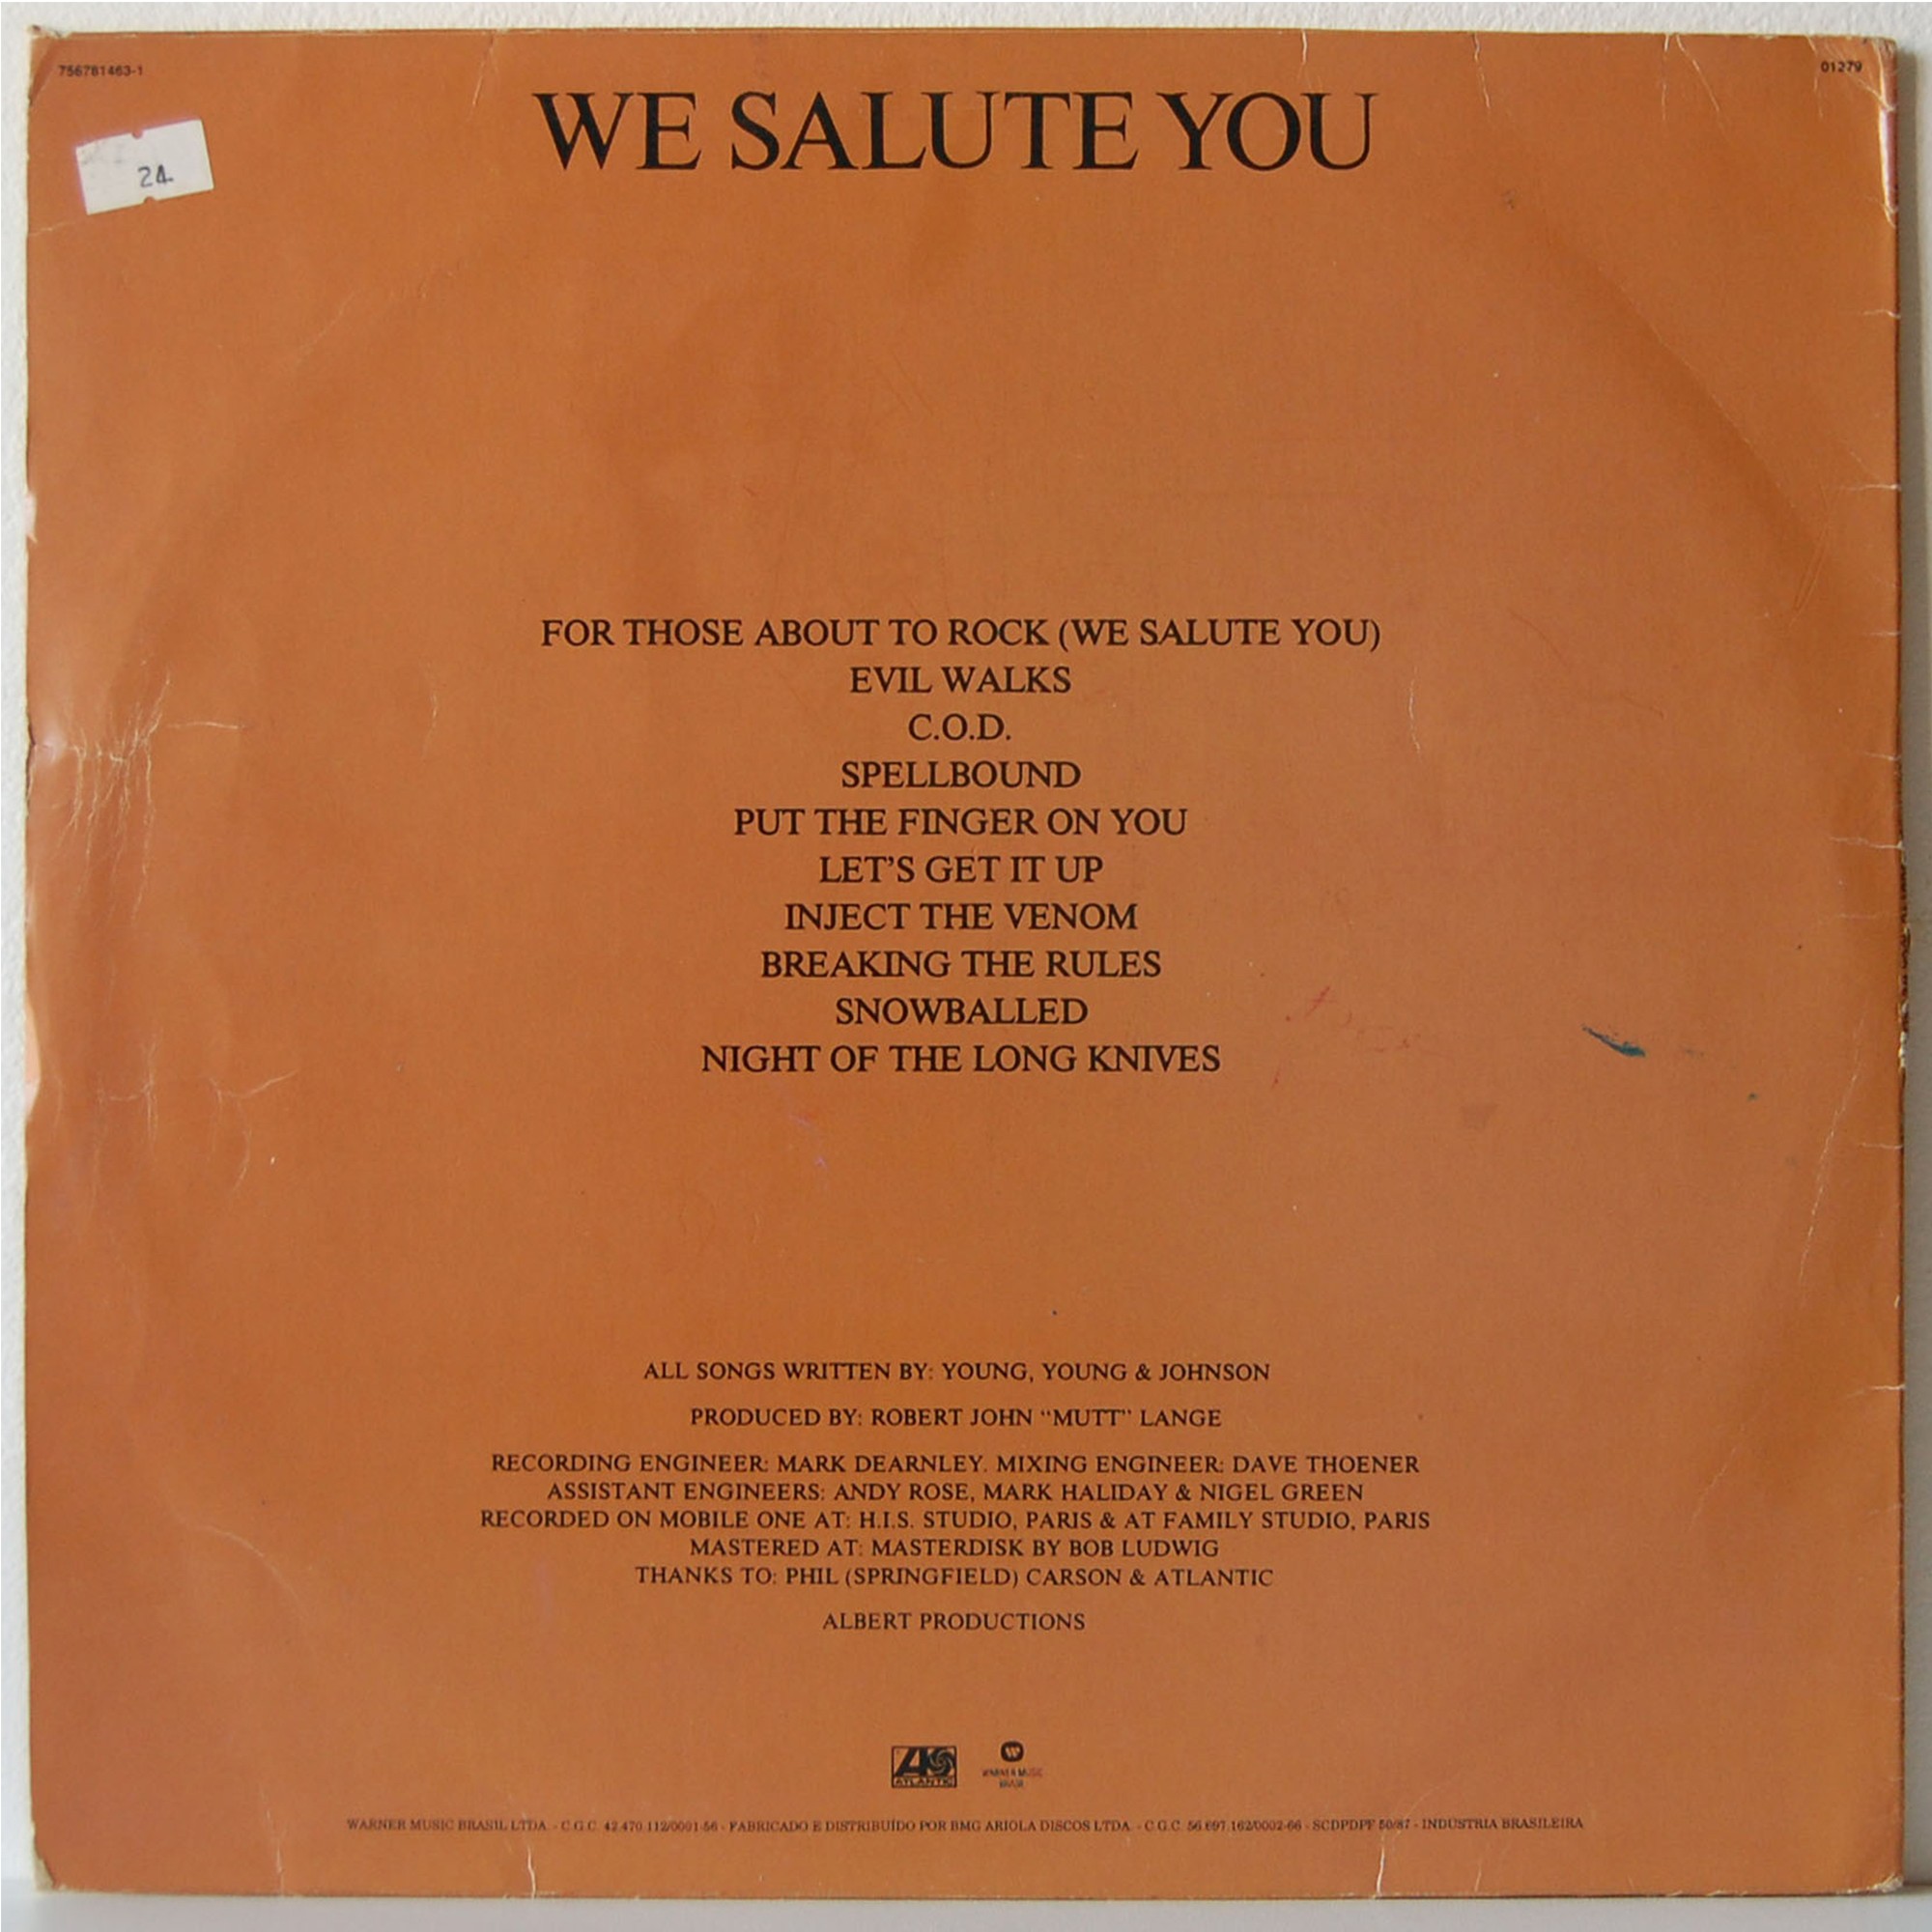 756781463-1
01279
24
WE SALUTE YOU
FOR THOSE ABOUT TO ROCK (WE SALUTE YOU)
EVIL WALKS
C.O.D.
SPELLBOUND
PUT THE FINGER ON YOU
LET'S GET IT UP
INJECT THE VENOM
BREAKING THE RULES
SNOWBALLED
NIGHT OF THE LONG KNIVES
ALL SONGS WRITTEN BY: YOUNG, YOUNG & JOHNSON
PRODUCED BY: ROBERT JOHN "MUTT" LANGE
RECORDING ENGINEER: MARK DEARNLEY. MIXING ENGINEER: DAVE THOENER
ASSISTANT ENGINEERS: ANDY ROSE, MARK HALIDAY & NIGEL GREEN
RECORDED ON MOBILE ONE AT: H.I.S. STUDIO, PARIS & AT FAMILY STUDIO, PARIS
MASTERED AT: MASTERDISK BY BOB LUDWIG
THANKS TO: PHIL (SPRINGFIELD) CARSON & ATLANTIC
ALBERT PRODUCTIONS
ATLANTIC
WARNER MUSIC
BRASIL
WARNER MUSIC BRASIL LTDA. - C.G.C. 42.470.112/0001-56 - FABRICADO E DISTRIBUÍDO POR BMG ARIOLA DISCOS LTDA. - C.G.C. 56.697.162/0002-66 - SCDPDPF 50/87 - INDÚSTRIA BRASILEIRA